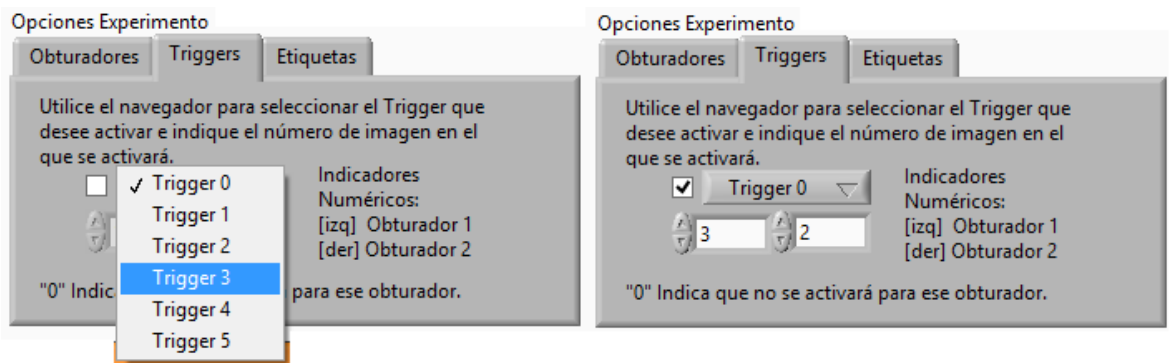 Opciones Experimento
Obturadores Triggers Etiquetas
Utilice el navegador para seleccionar el Trigger que
desee activar e indique el número de imagen en el
que se activará.
✓ Trigger 0
Trigger 1
Trigger 2
Trigger 3
Trigger 4
Trigger 5
Indicadores
Numéricos:
[izq] Obturador 1
[der] Obturador 2
"0" Indic para ese obturador.
Opciones Experimento
Obturadores Triggers Etiquetas
Utilice el navegador para seleccionar el Trigger que
desee activar e indique el número de imagen en el
que se activará.
Trigger 0
3 2
Indicadores
Numéricos:
[izq] Obturador 1
[der] Obturador 2
"0" Indica que no se activará para ese obturador.